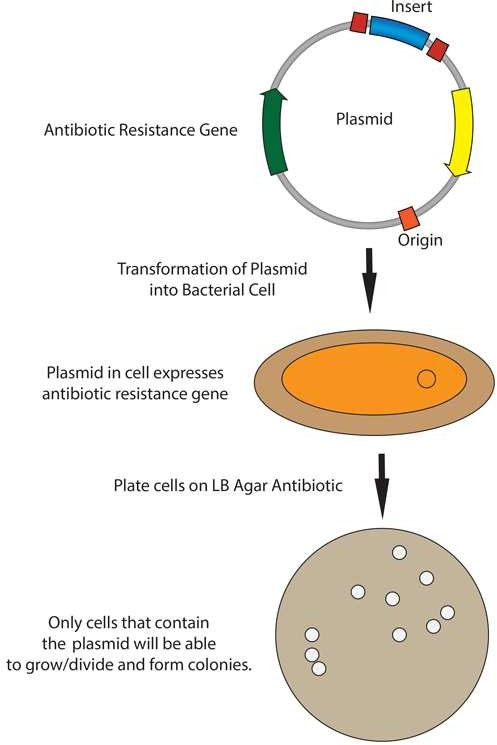 Insert
Antibiotic Resistance Gene
Plasmid
Origin
Transformation of Plasmid
into Bacterial Cell
Plasmid in cell expresses
antibiotic resistance gene
Plate cells on LB Agar Antibiotic
Only cells that contain
the plasmid will be able
to grow/divide and form colonies.